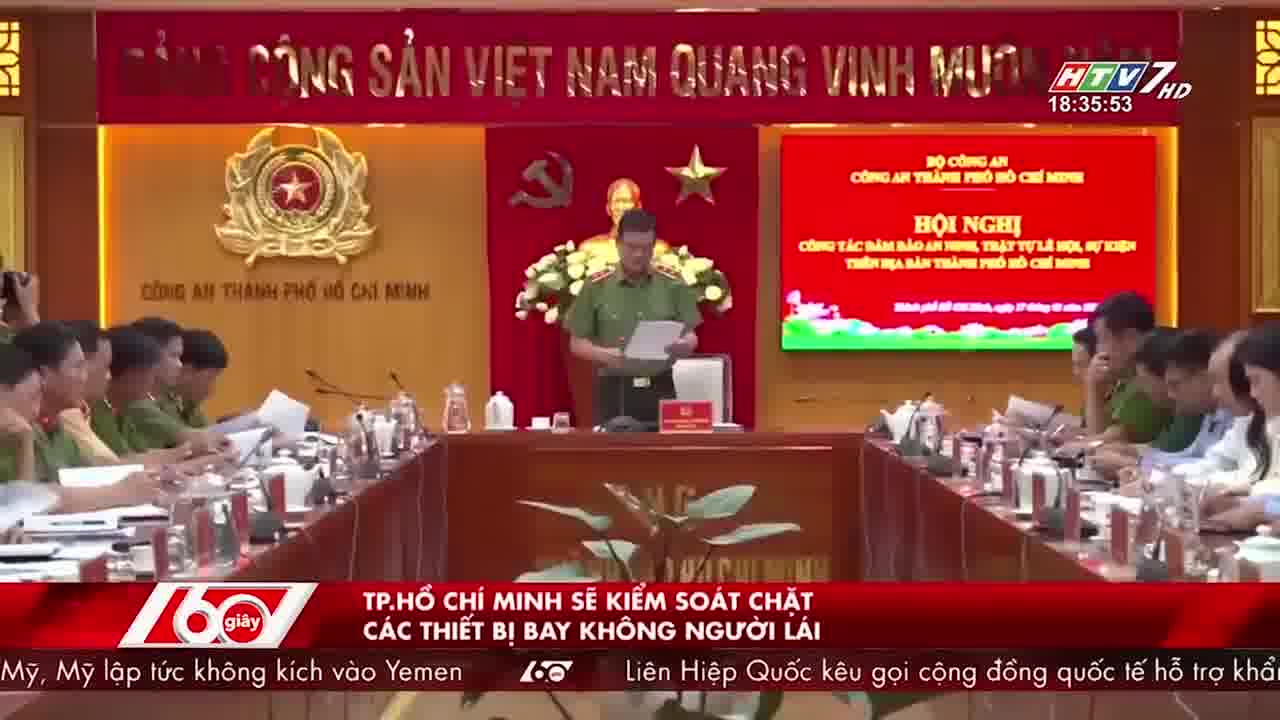 ĐẢNG CỘNG SẢN VIỆT NAM QUANG VINH MUÔN NĂM
HTV7 HD
18:35:53
BỘ CÔNG AN
CÔNG AN THÀNH PHỐ HỒ CHÍ MINH
HỘI NGHỊ
CÔNG TÁC ĐẢM BẢO AN NINH, TRẬT TỰ LỄ HỘI, SỰ KIỆN
TRÊN ĐỊA BÀN THÀNH PHỐ HỒ CHÍ MINH
CÔNG AN THÀNH PHỐ HỒ CHÍ MINH
60 giây
TP.HỒ CHÍ MINH SẼ KIỂM SOÁT CHẶT
CÁC THIẾT BỊ BAY KHÔNG NGƯỜI LÁI
Mỹ, Mỹ lập tức không kích vào Yemen 60 Liên Hiệp Quốc kêu gọi cộng đồng quốc tế hỗ trợ khẩn